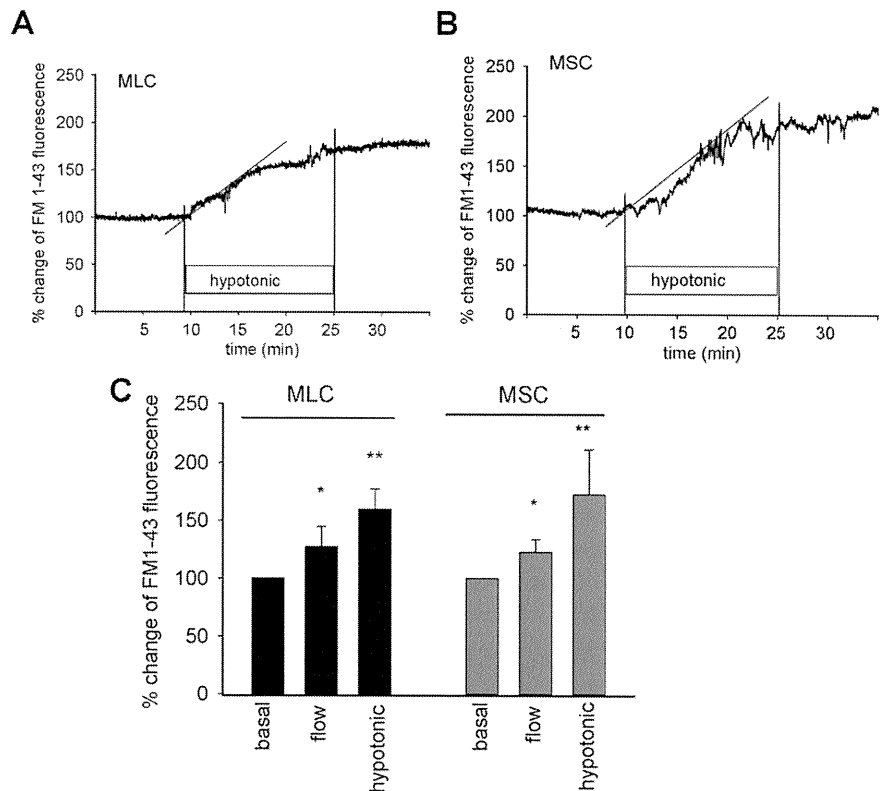 A
% change of FM 1-43 fluorescence
250
200
150
100
50
0
MLC
hypotonic
5
10
15
20
25
30
time (min)
B
% change of FM1-43 fluorescence
250
200
150
100
50
0
MSC
hypotonic
5
10
15
20
25
30
time (min)
C
% change of FM1-43 fluorescence
250
200
150
100
50
0
MLC
MSC
*
**
*
**
basal
flow
hypotonic
basal
flow
hypotonic